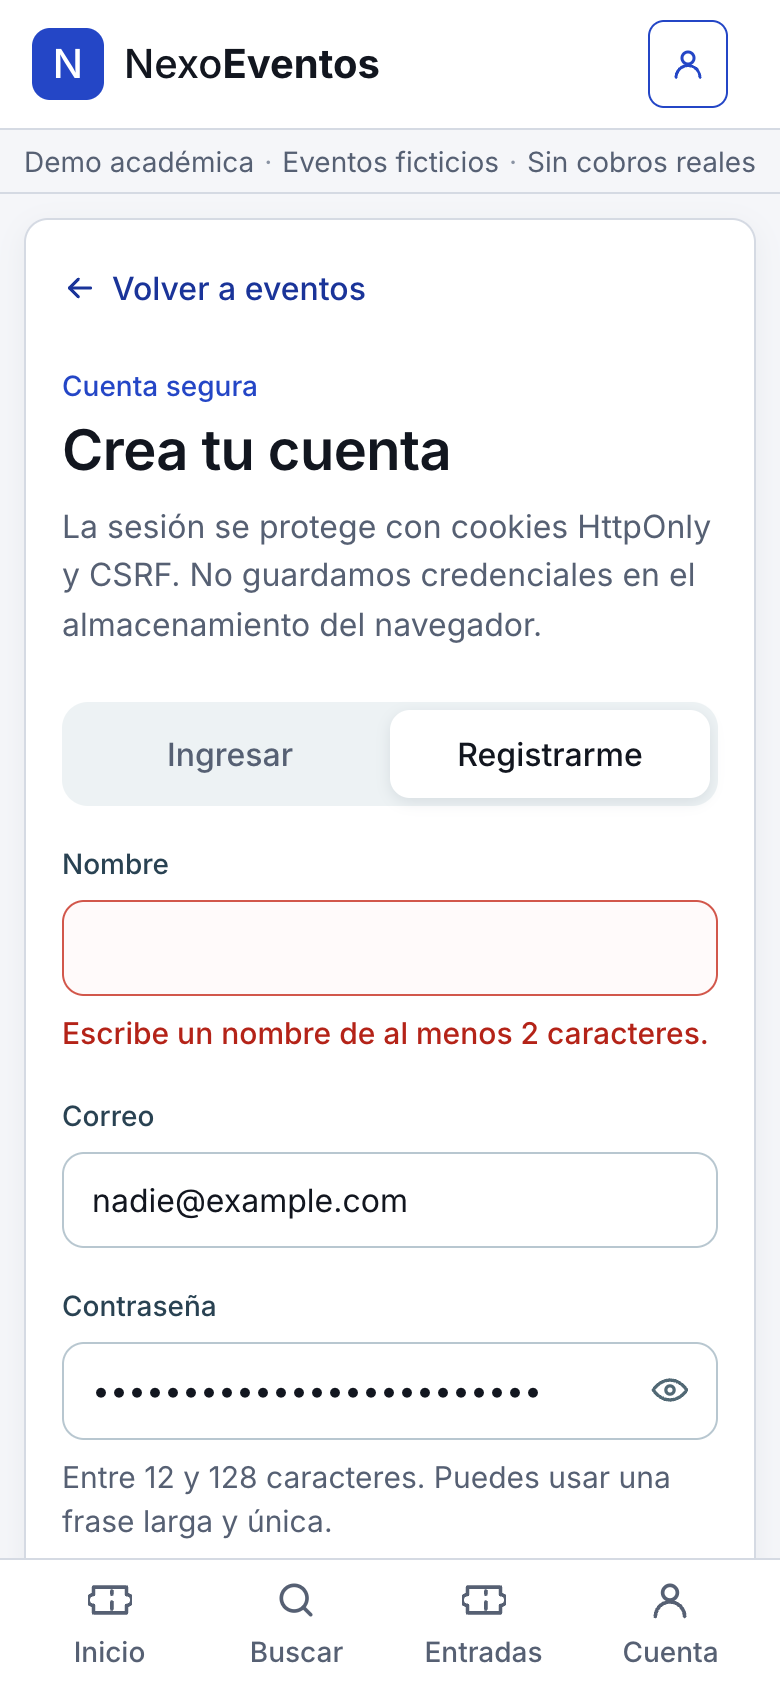 N NexoEventos
Demo académica · Eventos ficticios · Sin cobros reales
← Volver a eventos
Cuenta segura
Crea tu cuenta
La sesión se protege con cookies HttpOnly
y CSRF. No guardamos credenciales en el
almacenamiento del navegador.
Ingresar Registrarme
Nombre
Escribe un nombre de al menos 2 caracteres.
Correo
nadie@example.com
Contraseña
•••••••••••••••••••••••••
Entre 12 y 128 caracteres. Puedes usar una
frase larga y única.
Inicio Buscar Entradas Cuenta